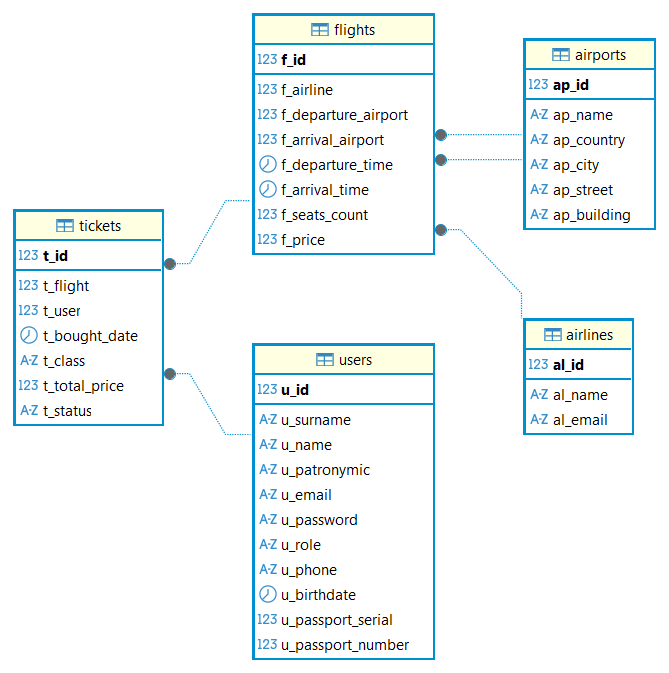 flights
123 f_id
123 f_airline
123 f_departure_airport
123 f_arrival_airport
f_departure_time
f_arrival_time
123 f_seats_count
123 f_price
airports
123 ap_id
A-Z ap_name
A-Z ap_country
A-Z ap_city
A-Z ap_street
A-Z ap_building
tickets
123 t_id
123 t_flight
123 t_user
t_bought_date
A-Z t_class
123 t_total_price
A-Z t_status
users
123 u_id
A-Z u_surname
A-Z u_name
A-Z u_patronymic
A-Z u_email
A-Z u_password
A-Z u_role
A-Z u_phone
u_birthdate
123 u_passport_serial
123 u_passport_number
airlines
123 al_id
A-Z al_name
A-Z al_email